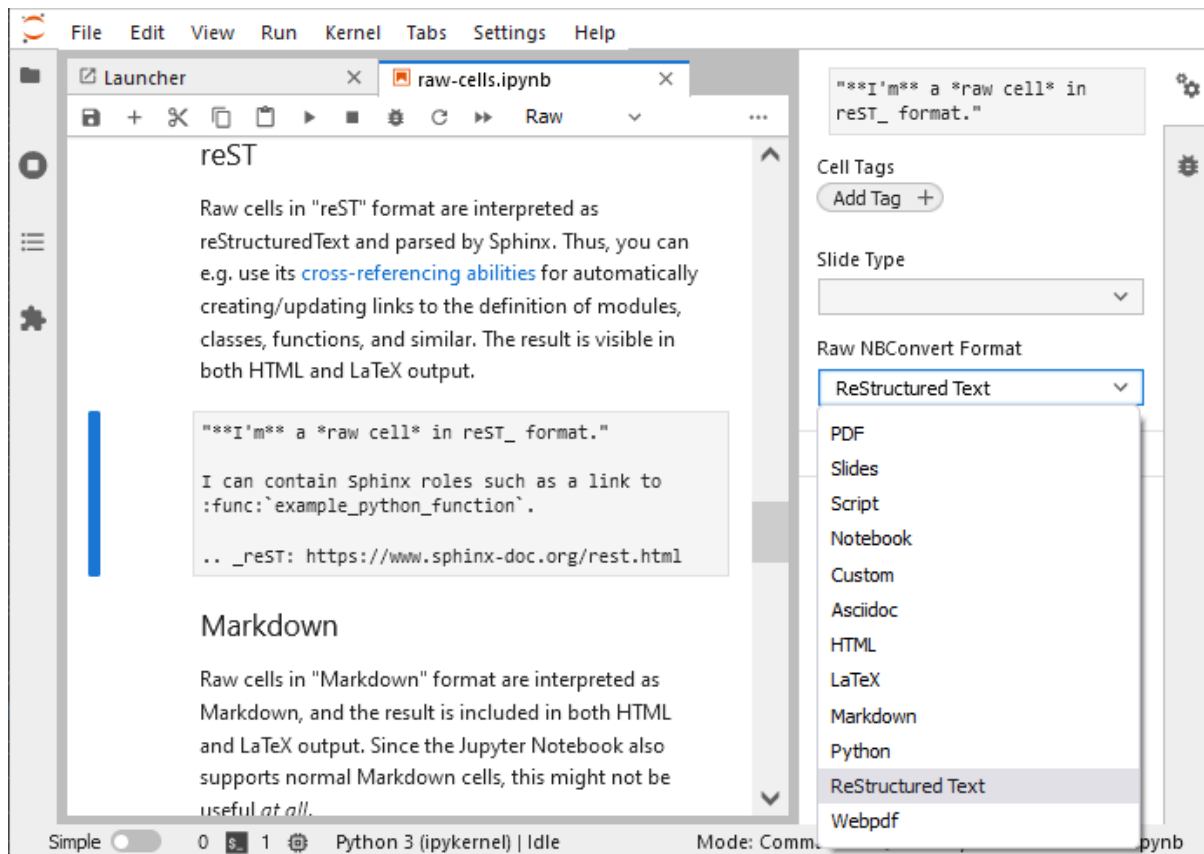 File Edit View Run Kernel Tabs Settings Help
Launcher
raw-cells.ipynb
Raw
reST
Raw cells in "reST" format are interpreted as
reStructuredText and parsed by Sphinx. Thus, you can
e.g. use its cross-referencing abilities for automatically
creating/updating links to the definition of modules,
classes, functions, and similar. The result is visible in
both HTML and LaTeX output.
"**I'm** a *raw cell* in reST_ format."
I can contain Sphinx roles such as a link to
:func:`example_python_function`.
.. _reST: https://www.sphinx-doc.org/rest.html
Markdown
Raw cells in "Markdown" format are interpreted as
Markdown, and the result is included in both HTML
and LaTeX output. Since the Jupyter Notebook also
supports normal Markdown cells, this might not be
useful at all.
"**I'm** a *raw cell* in
reST_ format."
Cell Tags
Add Tag +
Slide Type
Raw NBConvert Format
ReStructured Text
PDF
Slides
Script
Notebook
Custom
Asciidoc
HTML
LaTeX
Markdown
Python
ReStructured Text
Webpdf
Simple 0 1 Python 3 (ipykernel) | Idle Mode: